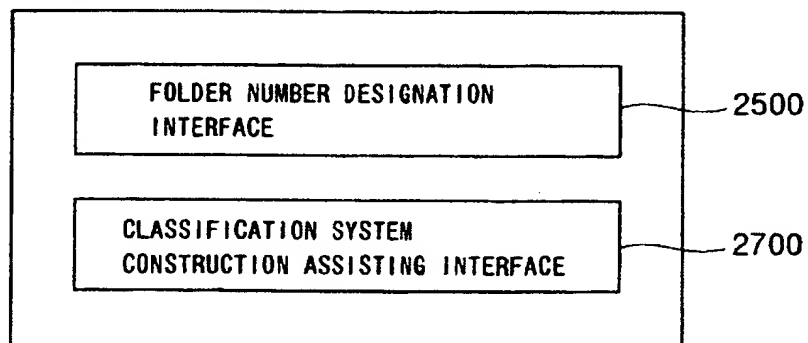 FOLDER NUMBER DESIGNATION
INTERFACE
2500
CLASSIFICATION SYSTEM
CONSTRUCTION ASSISTING INTERFACE
2700